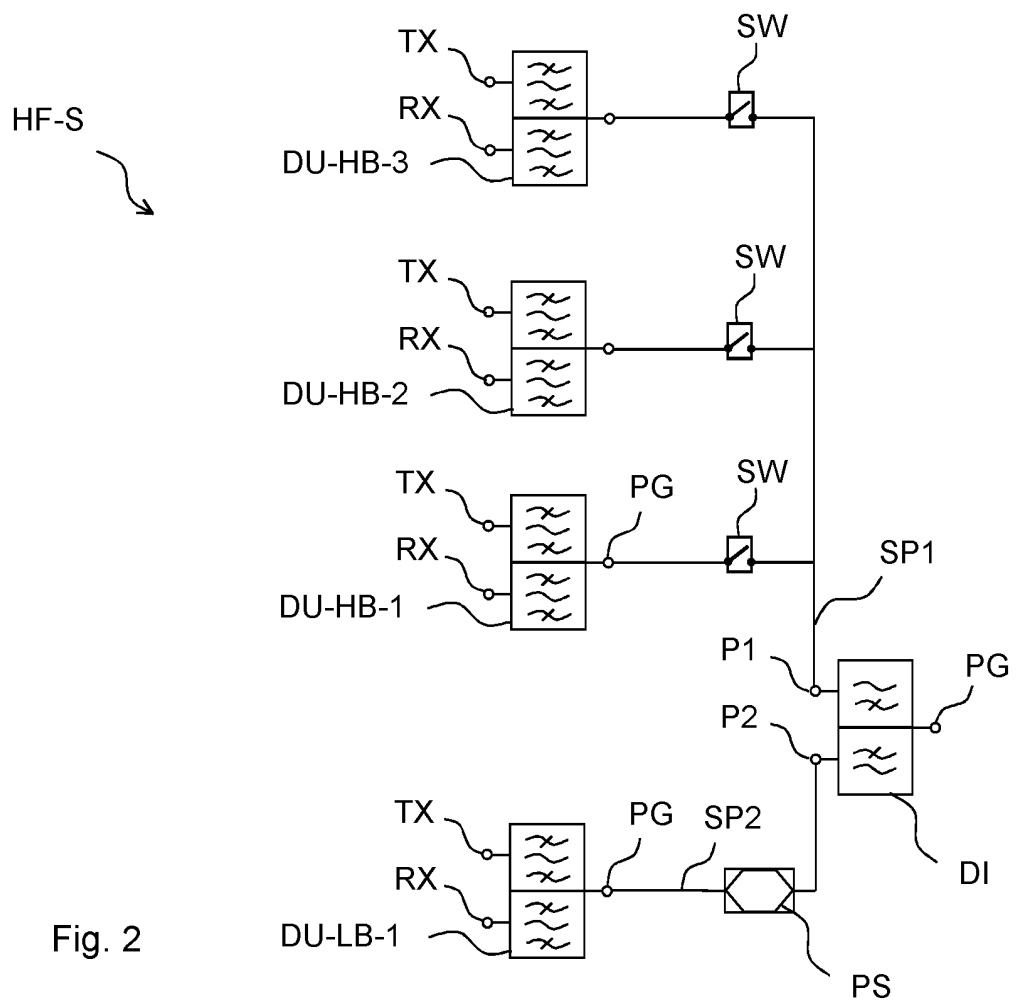 SW
TX
HF-S
RX
DU-HB-3
SW
TX
RX
DU-HB-2
SW
TX
PG
RX
SP1
DU-HB-1
P1
PG
P2
TX
PG
SP2
DI
RX
DU-LB-1
Fig. 2
PS